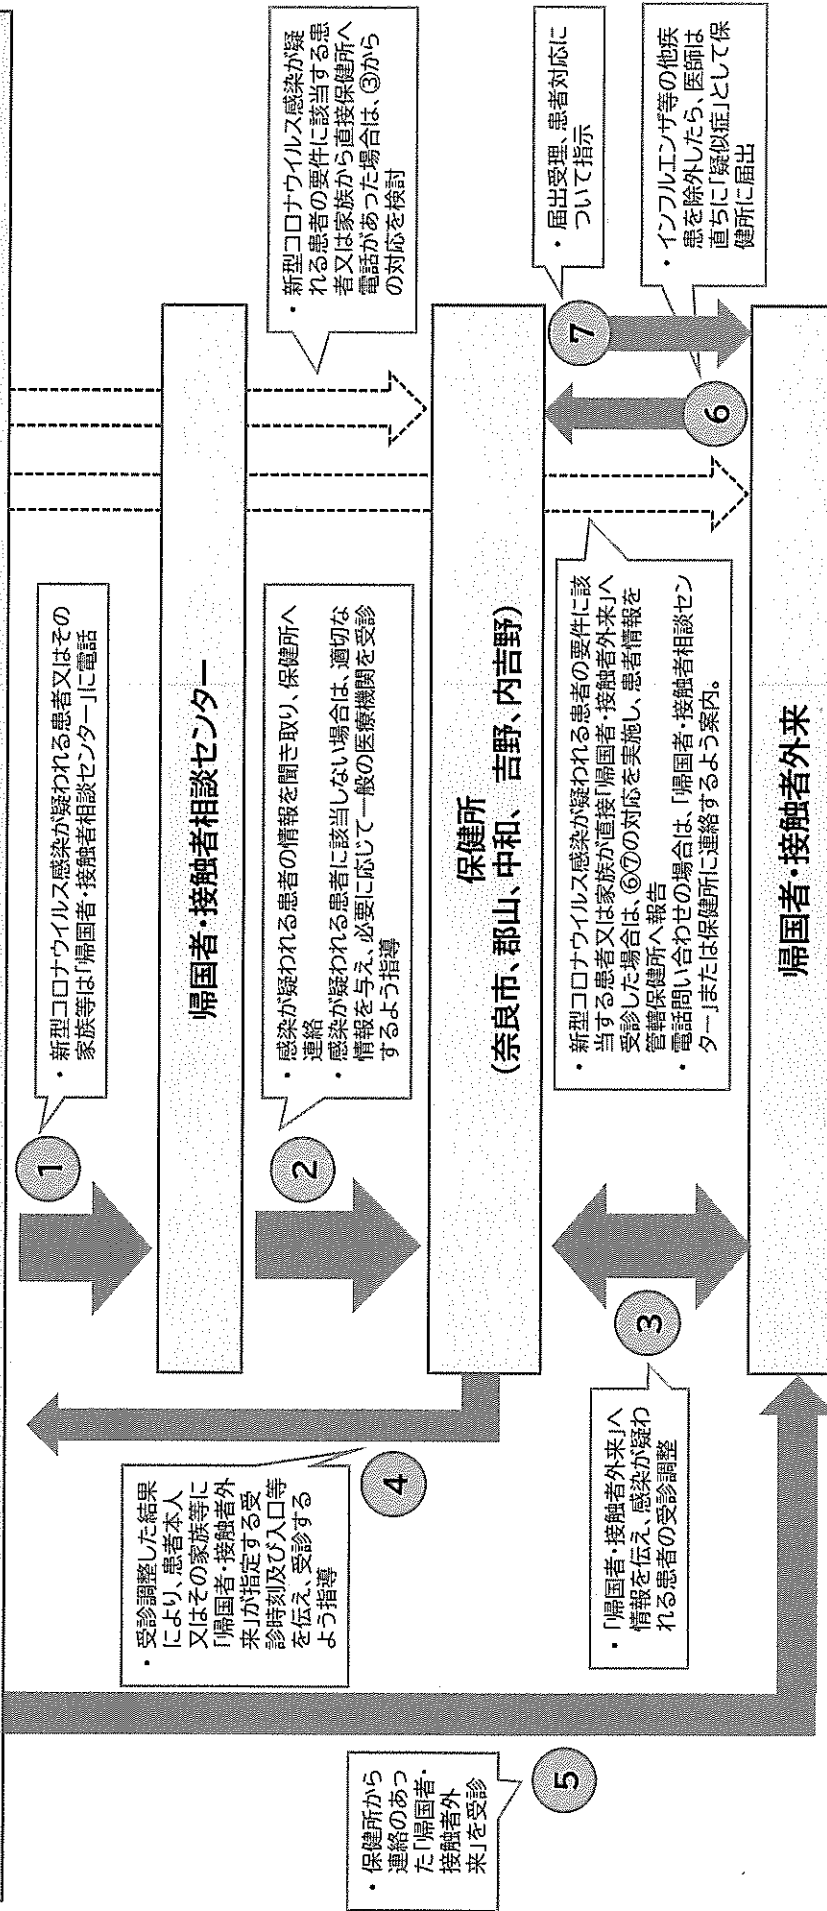 1
・ 新型コロナウイルス感染が疑われる患者又はその
家族等は「帰国者・接触者相談センター」に電話
帰国者・接触者相談センター
・ 新型コロナウイルス感染が疑わ
れる患者の要件に該当する患
者又は家族から直接保健所へ
電話があった場合は、③から
の対応を検討
2
・ 感染が疑われる患者の情報を聞き取り、保健所へ
連絡
・ 感染が疑われる患者に該当しない場合は、適切な
情報を与え、必要に応じて一般の医療機関を受診
するよう指導
・ 受診調整した結果
により、患者本人
又はその家族等に
「帰国者・接触者外
来」が指定する受
診時刻及び入口等
を伝え、受診する
よう指導
4
保健所
(奈良市、郡山、中和、 吉野、内吉野)
・ 保健所から
連絡のあっ
た「帰国者・
接触者外
来」を受診
5
・ 「帰国者・接触者外来」へ
情報を伝え、感染が疑わ
れる患者の受診調整
3
・ 新型コロナウイルス感染が疑われる患者の要件に該
当する患者又は家族が直接「帰国者・接触者外来」へ
受診した場合は、⑥⑦の対応を実施し、患者情報を
管轄保健所へ報告
・ 電話問い合わせの場合は、「帰国者・接触者相談セン
ター」または保健所に連絡するよう案内。
6
7
・ 届出受理、患者対応に
ついて指示
・ インフルエンザ等の他疾
患を除外したら、医師は
直ちに「疑似症」として保
健所に届出
帰国者・接触者外来